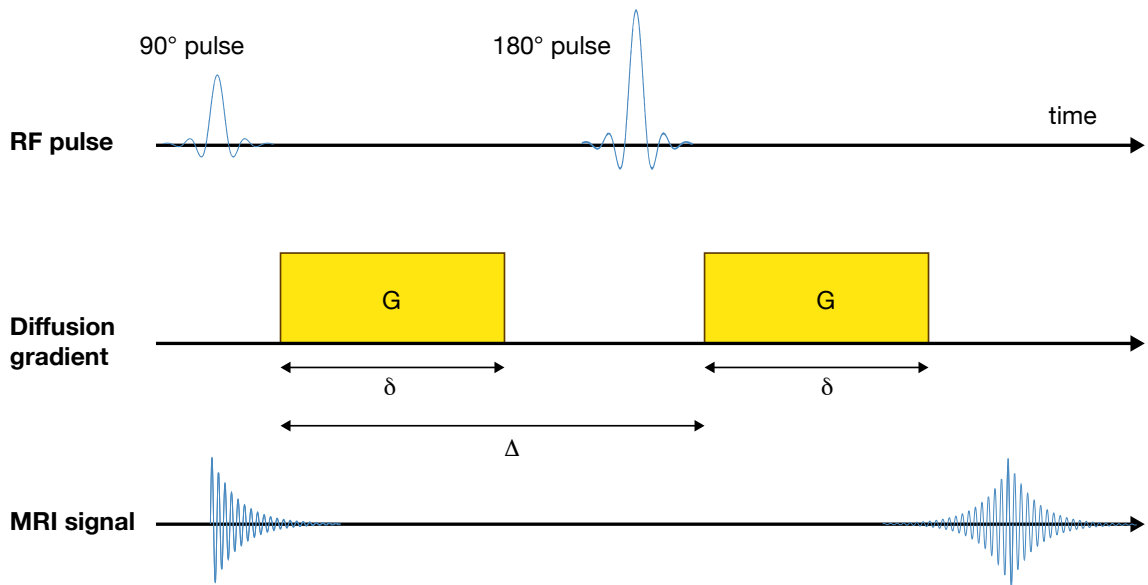 90° pulse
180° pulse
time
RF pulse
G
G
Diffusion
gradient
δ
δ
Δ
MRI signal